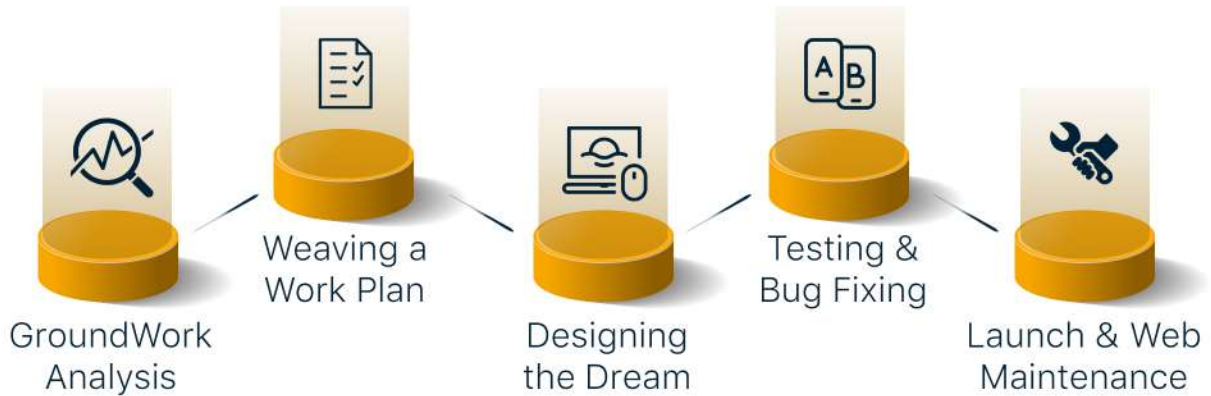 GroundWork
Analysis
Weaving a
Work Plan
Designing
the Dream
A B
Testing &
Bug Fixing
Launch & Web
Maintenance